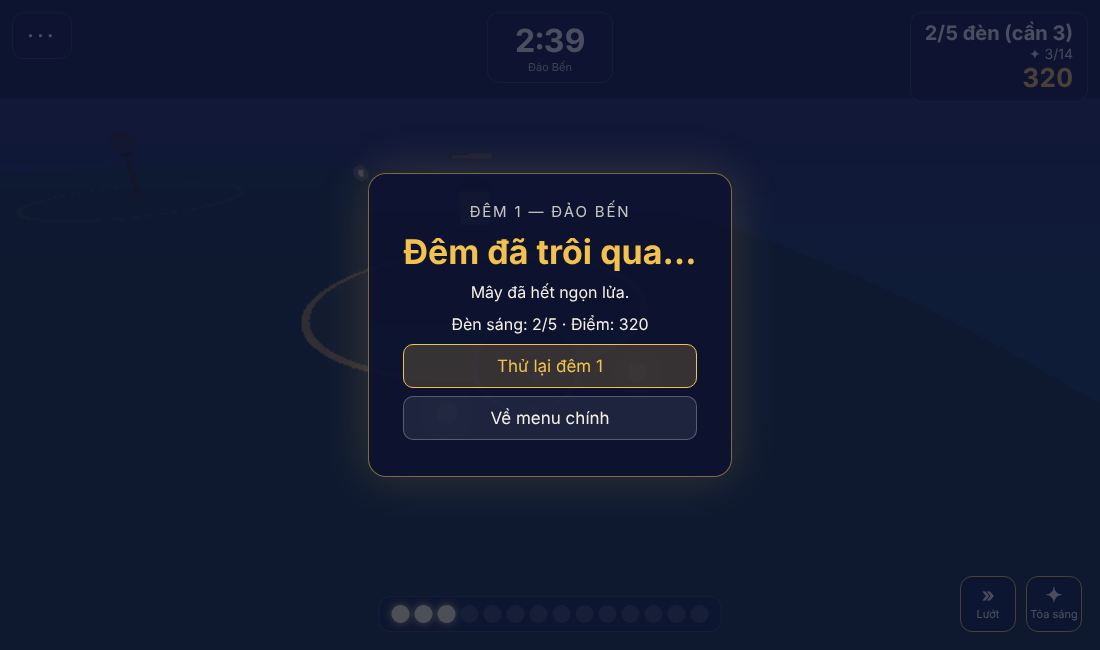 ...
2:39
Đảo Bến
2/5 đèn (cần 3)
✦ 3/14
320
ĐÊM 1 — ĐẢO BẾN
Đêm đã trôi qua...
Mây đã hết ngọn lửa.
Đèn sáng: 2/5 · Điểm: 320
Thử lại đêm 1
Về menu chính
»
Lướt
✦
Tỏa sáng